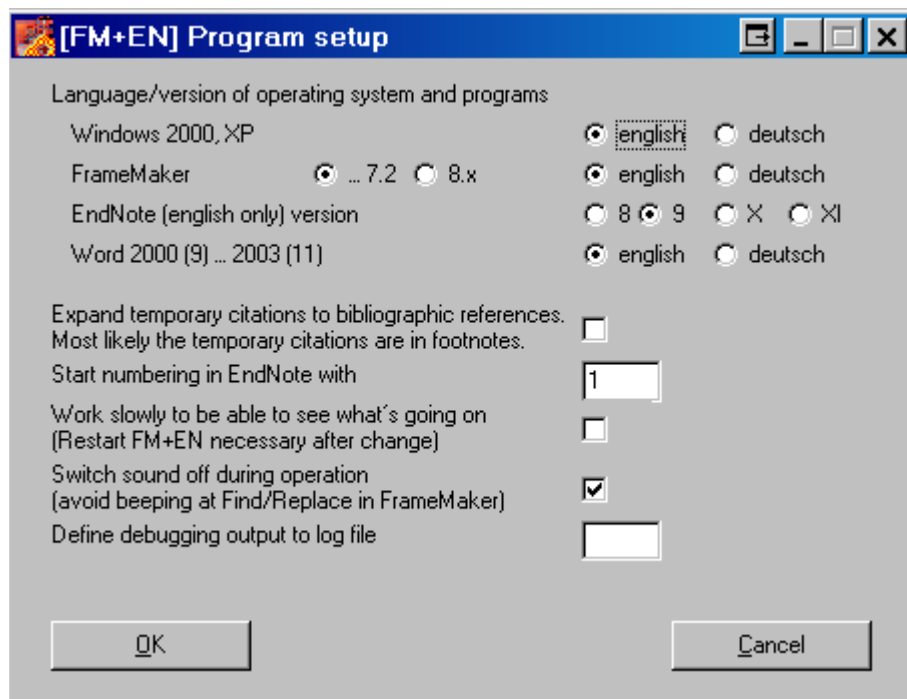 [FM+EN] Program setup
Language/version of operating system and programs
Windows 2000, XP english deutsch
FrameMaker ... 7.2 8.x english deutsch
EndNote (english only) version 8 9 X XI
Word 2000 (9) ... 2003 (11) english deutsch
Expand temporary citations to bibliographic references.
Most likely the temporary citations are in footnotes.
Start numbering in EndNote with 1
Work slowly to be able to see what´s going on
(Restart FM+EN necessary after change)
Switch sound off during operation
(avoid beeping at Find/Replace in FrameMaker)
Define debugging output to log file
OK Cancel